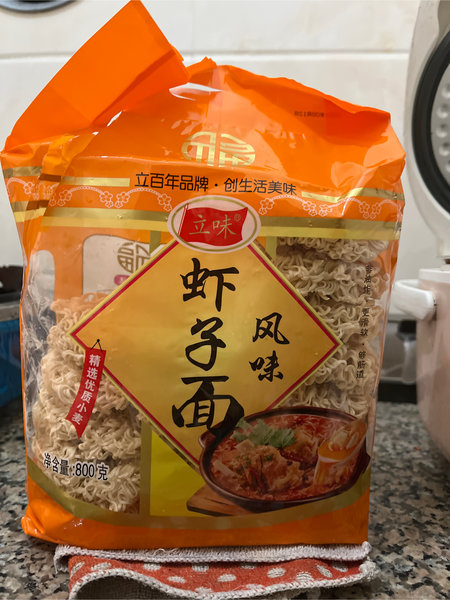 立百年品牌·创生活美味
立味®
虾子面
风味
精选优质小麦
净含量:800克